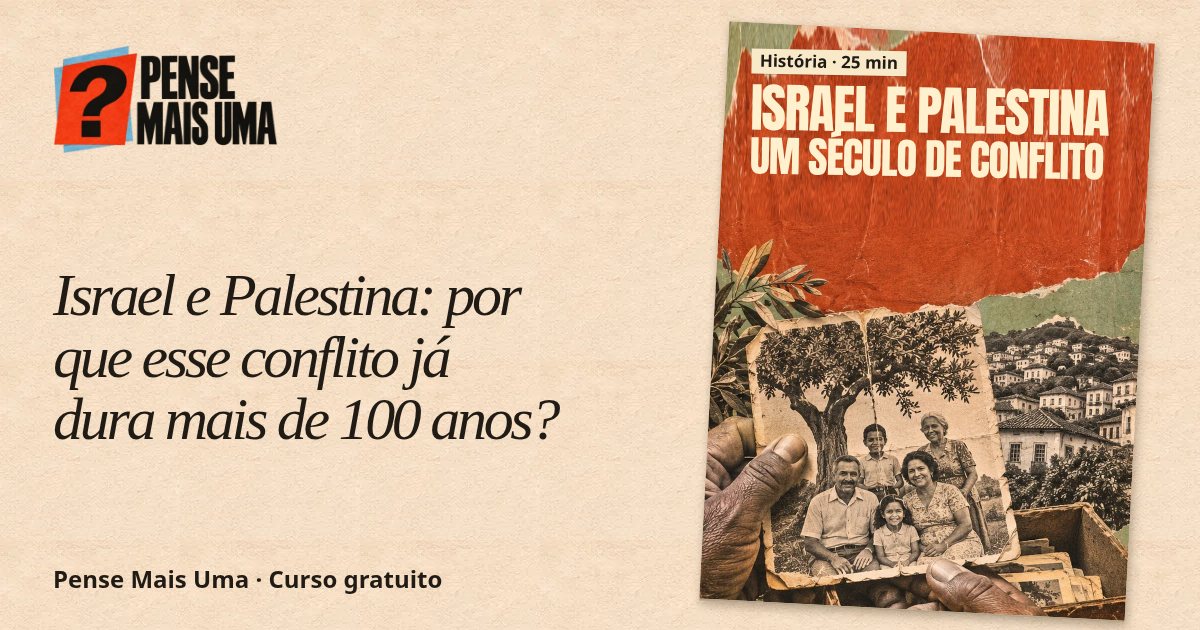 ?
PENSE
MAIS UMA
Israel e Palestina: por
que esse conflito já
dura mais de 100 anos?
Pense Mais Uma · Curso gratuito
História · 25 min
ISRAEL E PALESTINA
UM SÉCULO DE CONFLITO